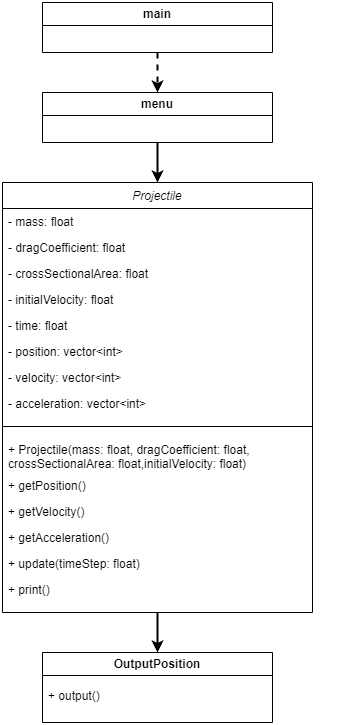 main
menu
Projectile
- mass: float
- dragCoefficient: float
- crossSectionalArea: float
- initialVelocity: float
- time: float
- position: vector<int>
- velocity: vector<int>
- acceleration: vector<int>
+ Projectile(mass: float, dragCoefficient: float,
crossSectionalArea: float,initialVelocity: float)
+ getPosition()
+ getVelocity()
+ getAcceleration()
+ update(timeStep: float)
+ print()
OutputPosition
+ output()